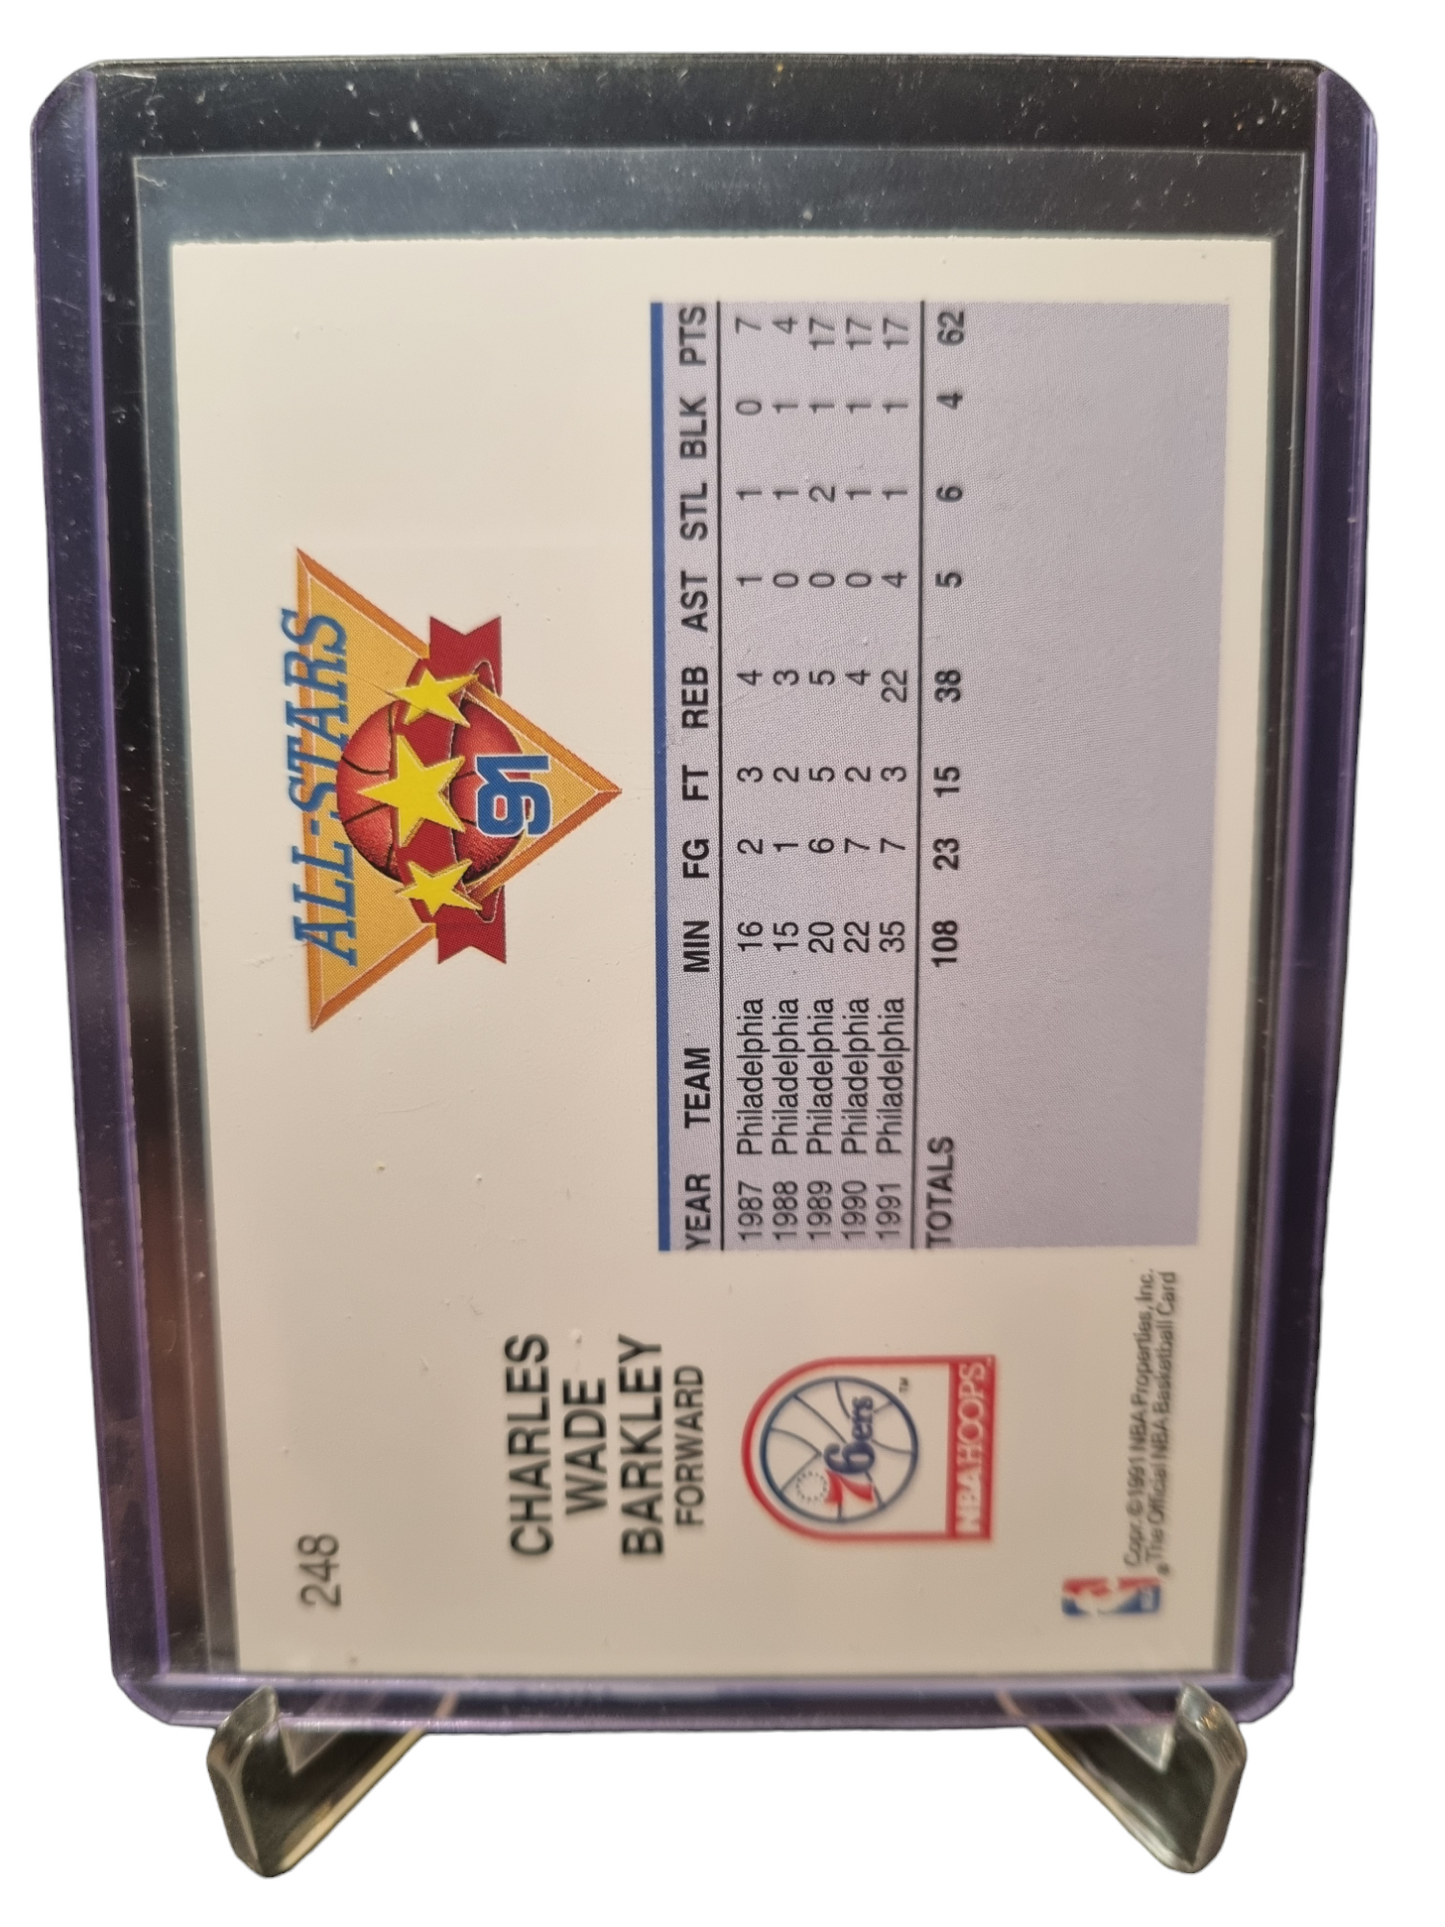 248
CHARLES
WADE
BARKLEY
FORWARD
76ers
TM
NBA HOOPS
Copr. ©1991 NBA Properties, Inc.
The Official NBA Basketball Card
ALL-STARS
91
YEAR TEAM MIN FG FT REB AST STL BLK PTS
1987 Philadelphia 16 2 3 4 1 1 0 7
1988 Philadelphia 15 1 2 3 0 1 1 4
1989 Philadelphia 20 6 5 5 0 2 1 17
1990 Philadelphia 22 7 2 4 0 1 1 17
1991 Philadelphia 35 7 3 22 4 1 1 17
TOTALS 108 23 15 38 5 6 4 62